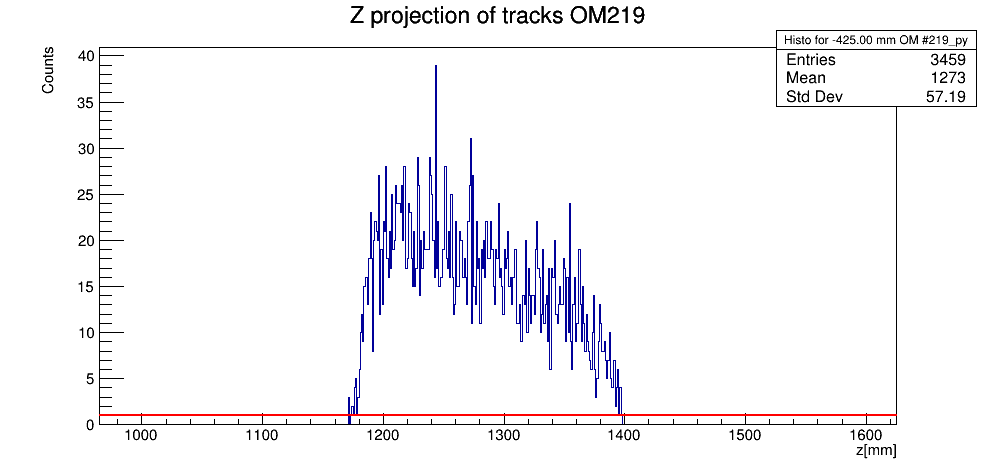 Z projection of tracks OM219
Histo for -425.00 mm OM #219_py
Entries 3459
Mean 1273
Std Dev 57.19
Counts
40
35
30
25
20
15
10
5
0
1000 1100 1200 1300 1400 1500 1600
z[mm]